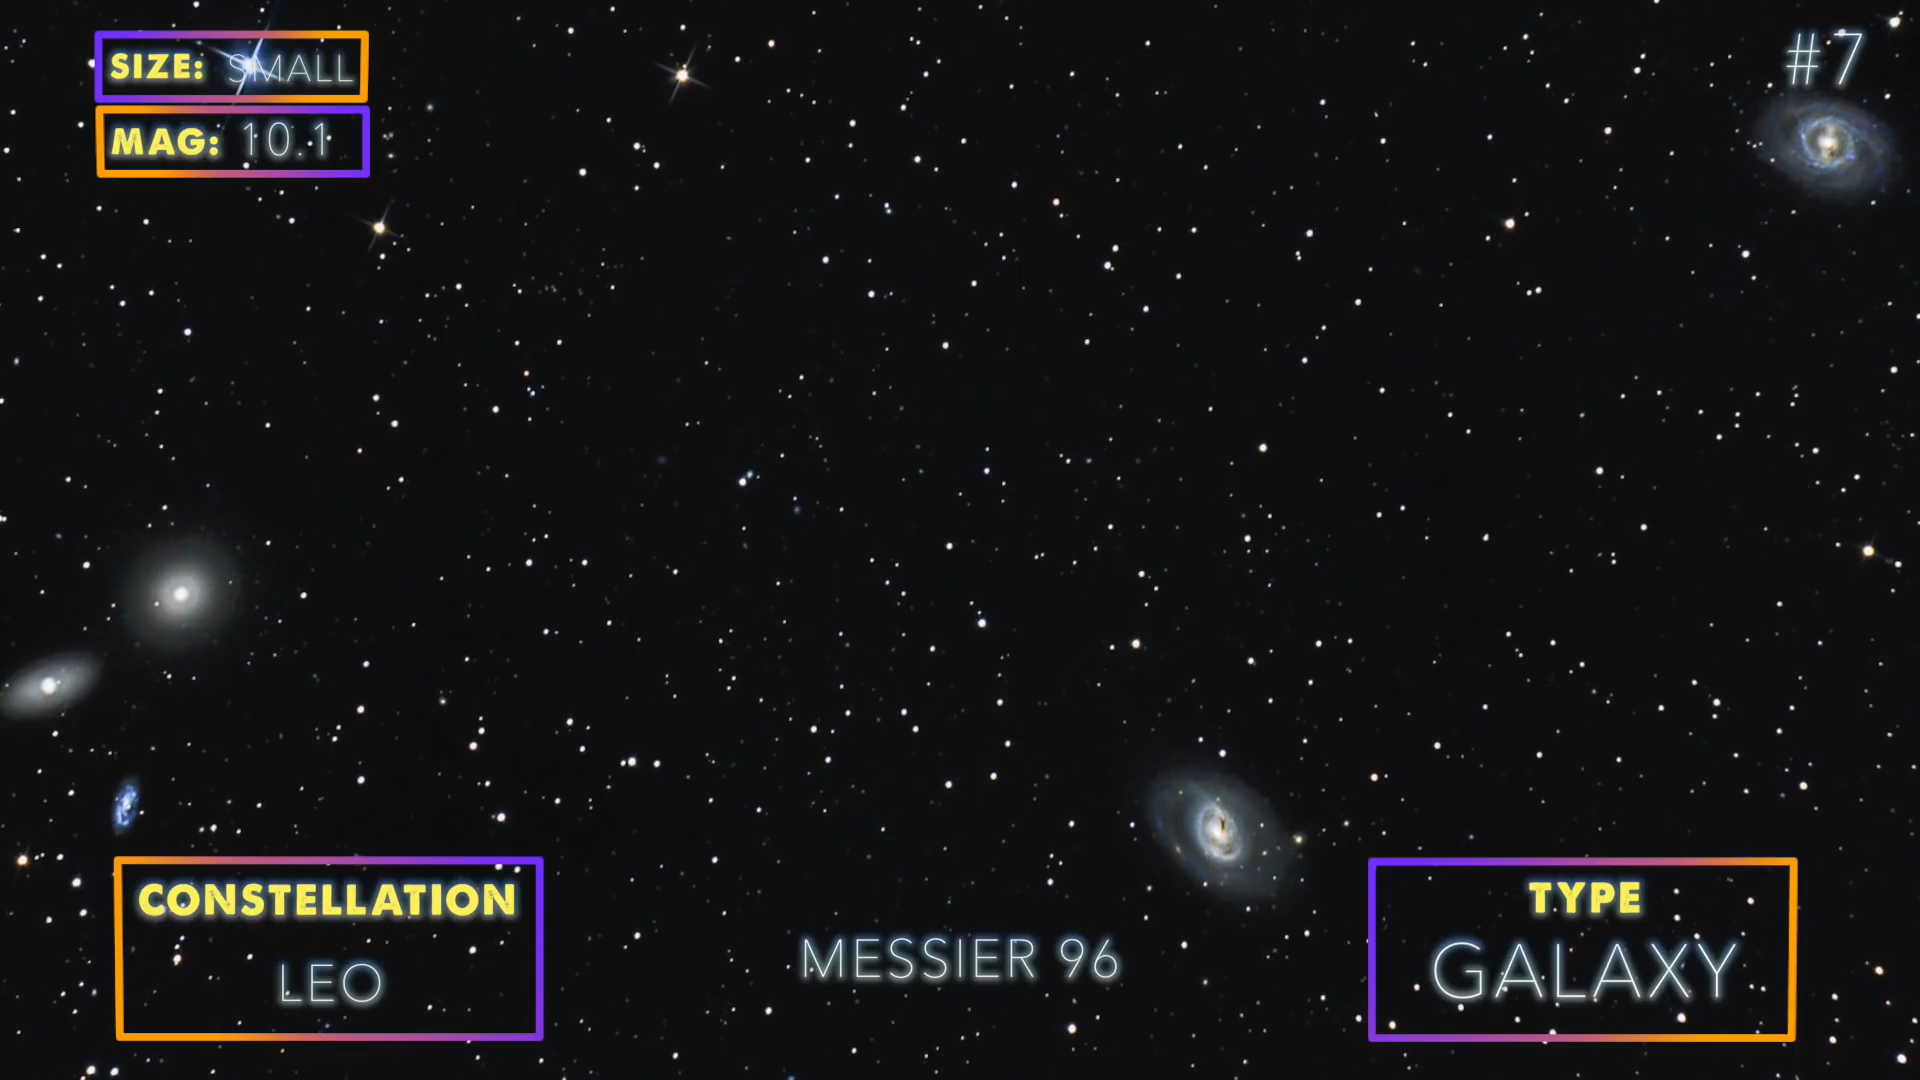 SIZE: SMALL
#7
MAG: 10.1
CONSTELLATION
LEO
MESSIER 96
TYPE
GALAXY